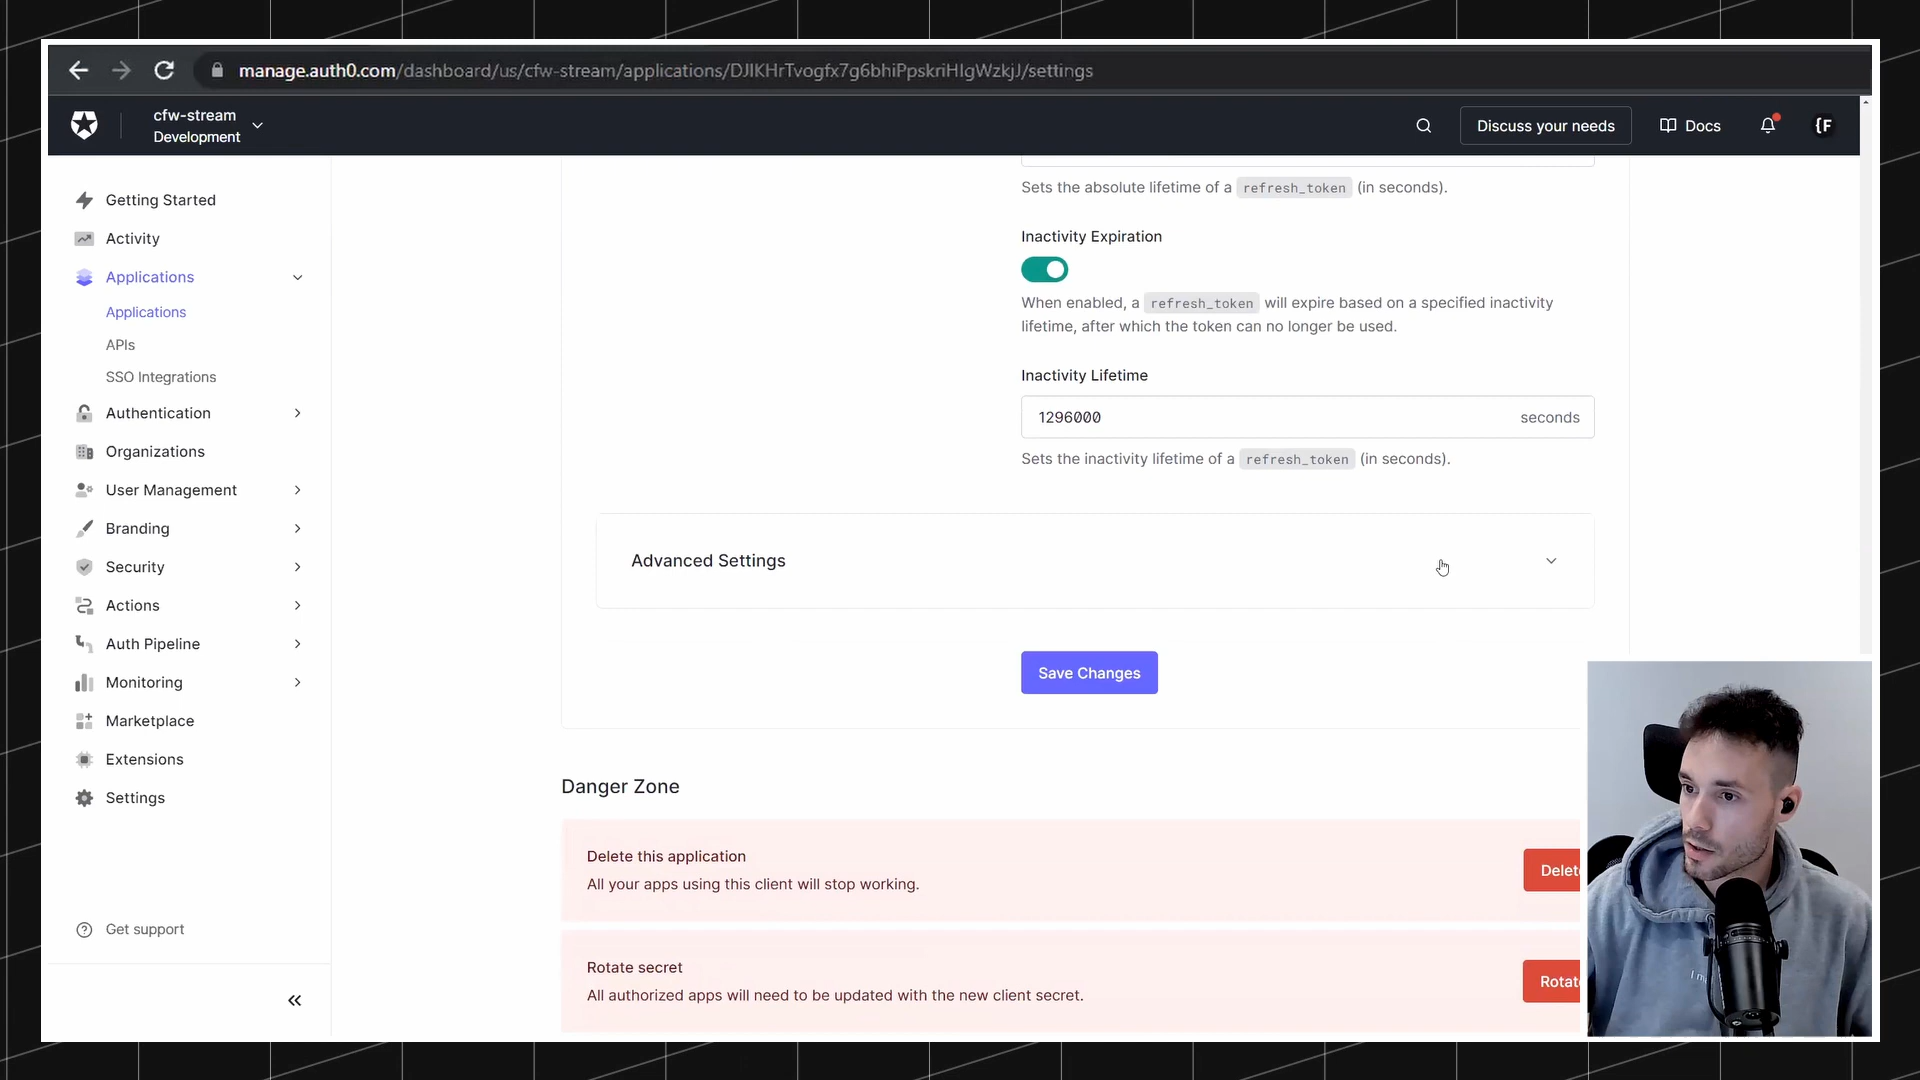 manage.auth0.com/dashboard/us/cfw-stream/applications/DJlKHrTvogfx7g6bhiPpskriHIgWzkjJ/settings
cfw-stream
Development
Discuss your needs
Docs
{F
Getting Started
Activity
Applications
Applications
APIs
SSO Integrations
Authentication
Organizations
User Management
Branding
Security
Actions
Auth Pipeline
Monitoring
Marketplace
Extensions
Settings
Get support
Sets the absolute lifetime of a refresh_token (in seconds).
Inactivity Expiration
When enabled, a refresh_token will expire based on a specified inactivity
lifetime, after which the token can no longer be used.
Inactivity Lifetime
1296000 seconds
Sets the inactivity lifetime of a refresh_token (in seconds).
Advanced Settings
Save Changes
Danger Zone
Delete this application
All your apps using this client will stop working.
Delete
Rotate secret
All authorized apps will need to be updated with the new client secret.
Rotat